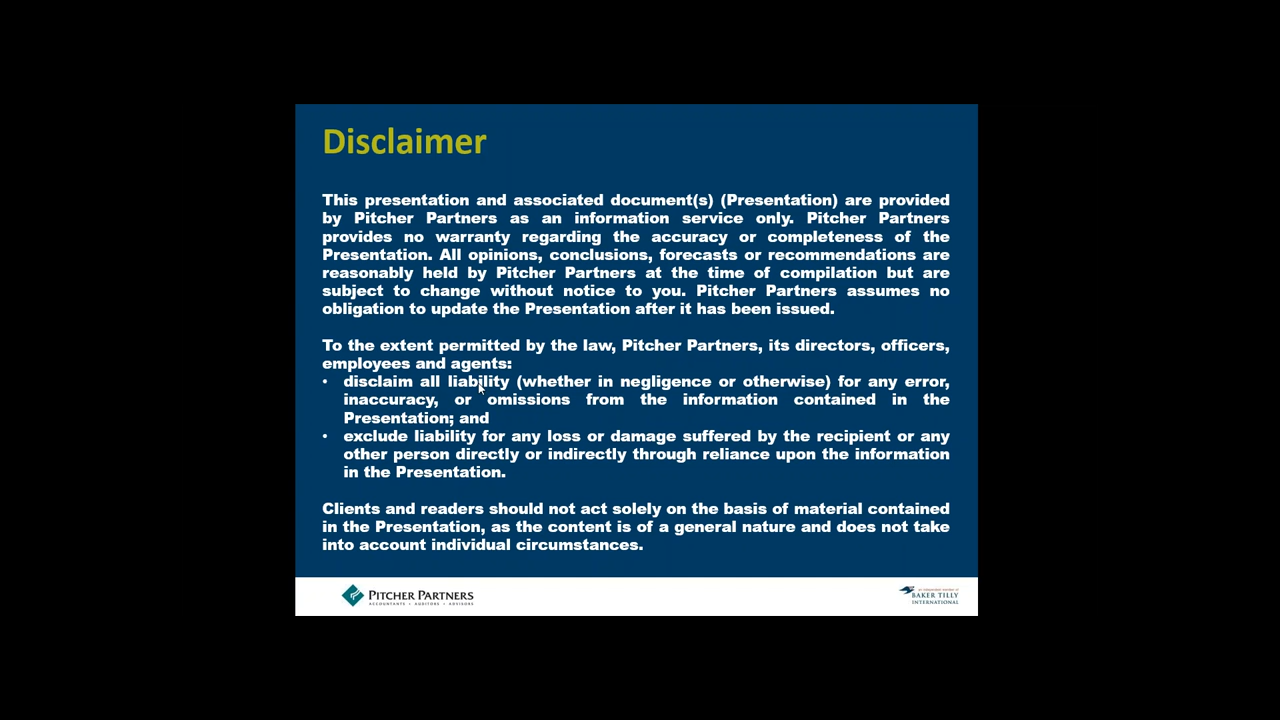 Disclaimer
This presentation and associated document(s) (Presentation) are provided
by Pitcher Partners as an information service only. Pitcher Partners
provides no warranty regarding the accuracy or completeness of the
Presentation. All opinions, conclusions, forecasts or recommendations are
reasonably held by Pitcher Partners at the time of compilation but are
subject to change without notice to you. Pitcher Partners assumes no
obligation to update the Presentation after it has been issued.
To the extent permitted by the law, Pitcher Partners, its directors, officers,
employees and agents:
• disclaim all liability (whether in negligence or otherwise) for any error,
inaccuracy, or omissions from the information contained in the
Presentation; and
• exclude liability for any loss or damage suffered by the recipient or any
other person directly or indirectly through reliance upon the information
in the Presentation.
Clients and readers should not act solely on the basis of material contained
in the Presentation, as the content is of a general nature and does not take
into account individual circumstances.
PITCHER PARTNERS
ACCOUNTANTS • AUDITORS • ADVISORS
BAKER TILLY
INTERNATIONAL